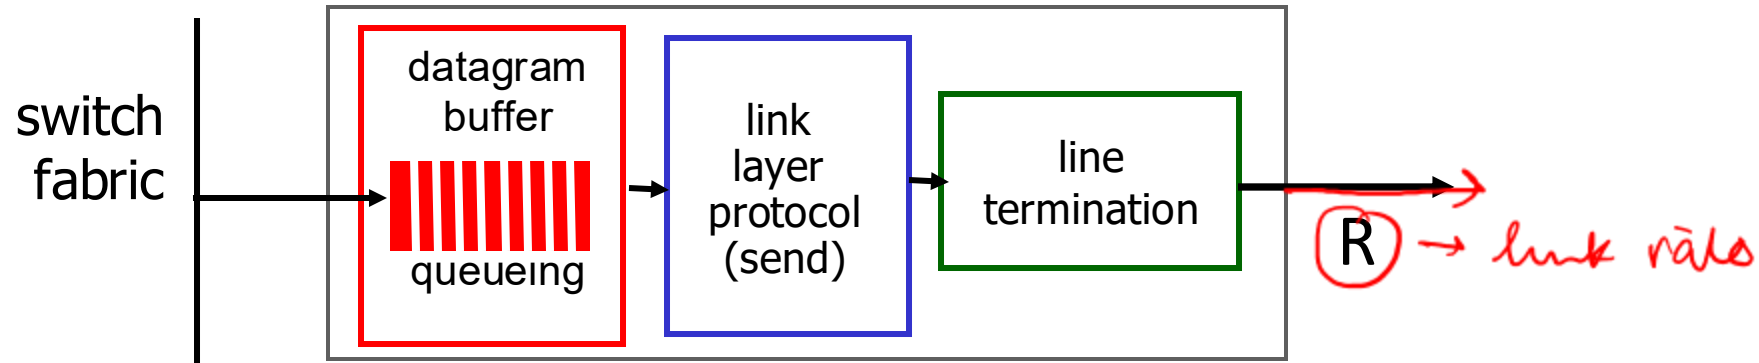 switch
fabric
datagram
buffer
queueing
link
layer
protocol
(send)
line
termination
R → link rate